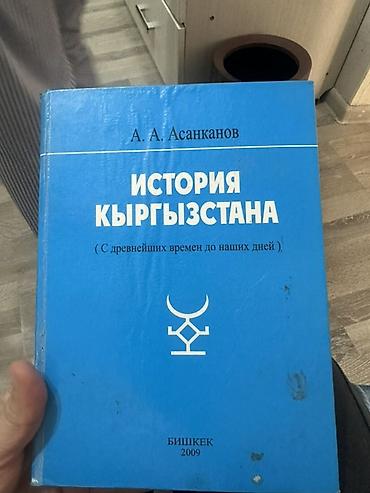 А. А. Асанканов
ИСТОРИЯ
КЫРГЫЗСТАНА
( С древнейших времен до наших дней )
БИШКЕК
2009